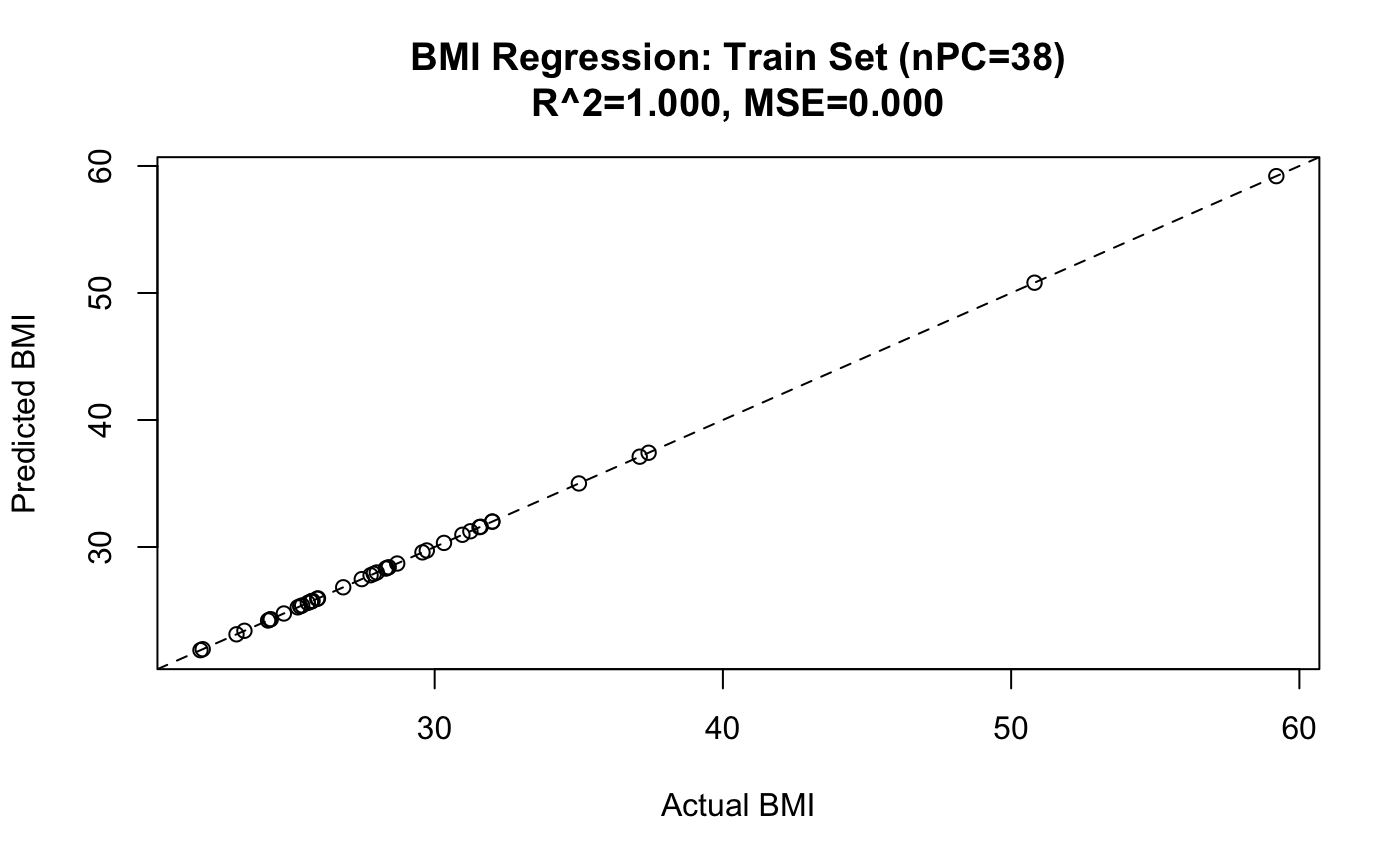 BMI Regression: Train Set (nPC=38)
R^2=1.000, MSE=0.000
Predicted BMI
60
50
40
30
30 40 50 60
Actual BMI